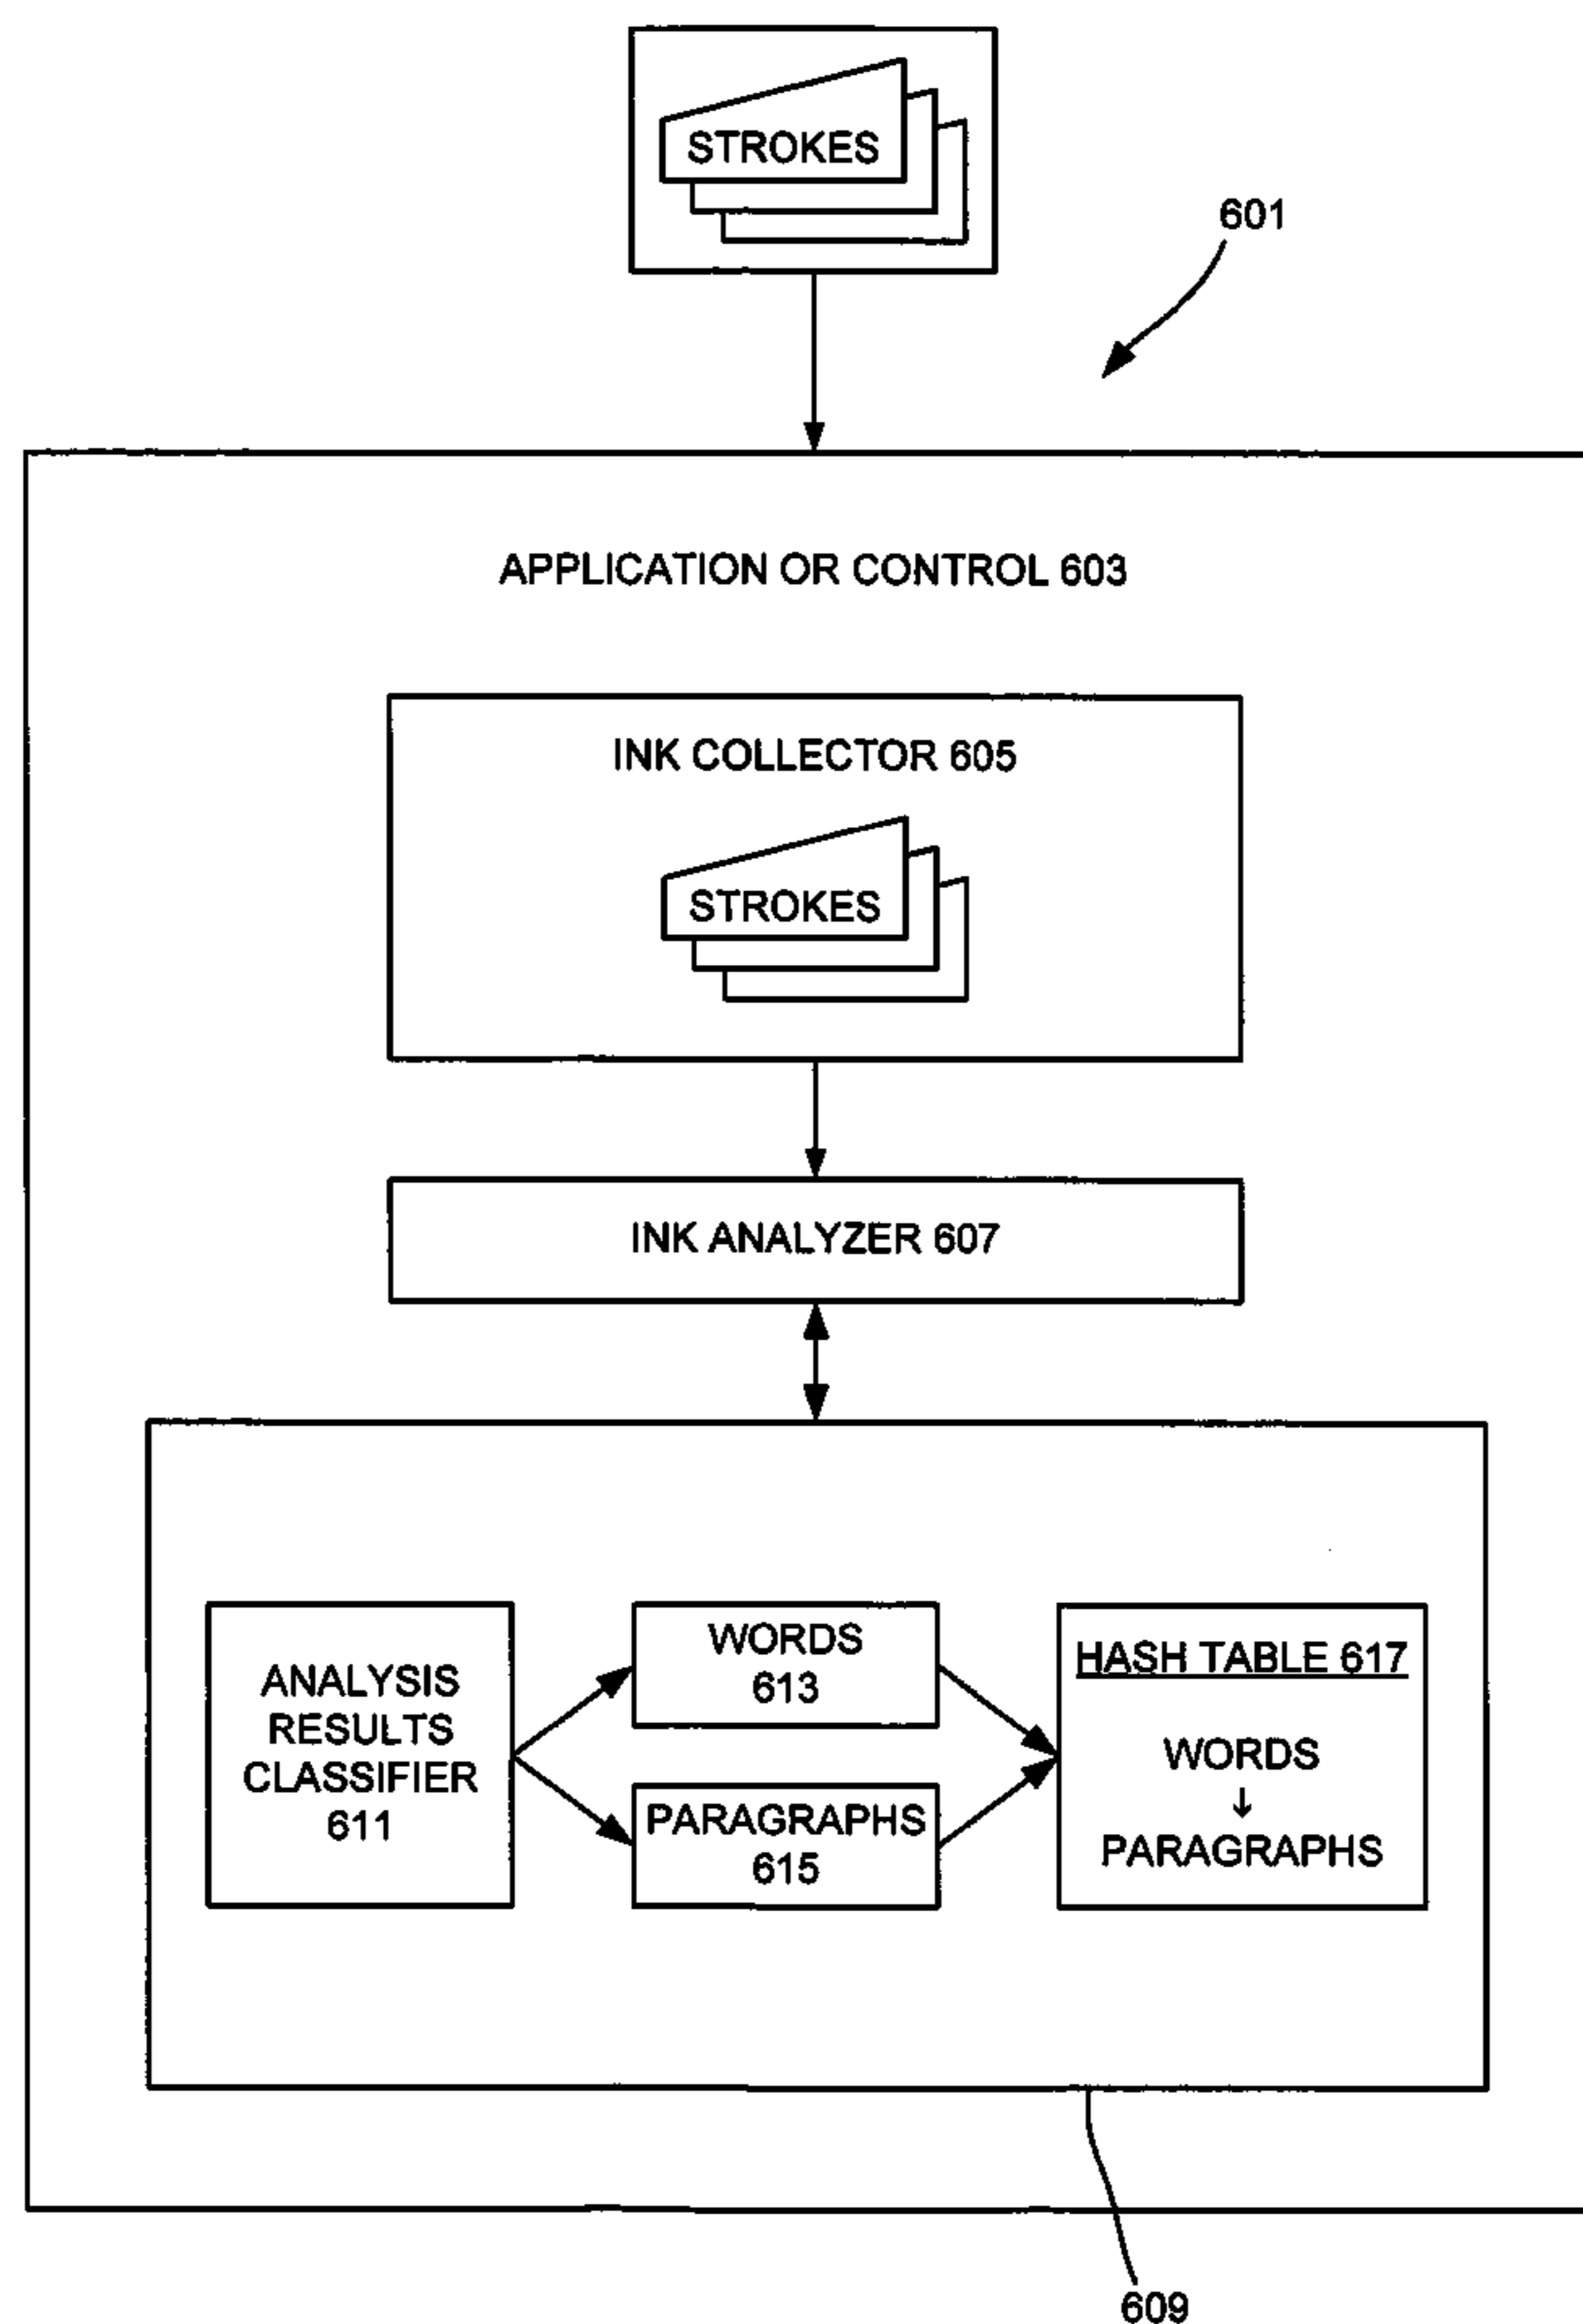 STROKES
601
APPLICATION OR CONTROL 603
INK COLLECTOR 605
STROKES
INK ANALYZER 607
ANALYSIS
RESULTS
CLASSIFIER
611
WORDS
613
PARAGRAPHS
615
HASH TABLE 617
WORDS
↓
PARAGRAPHS
609